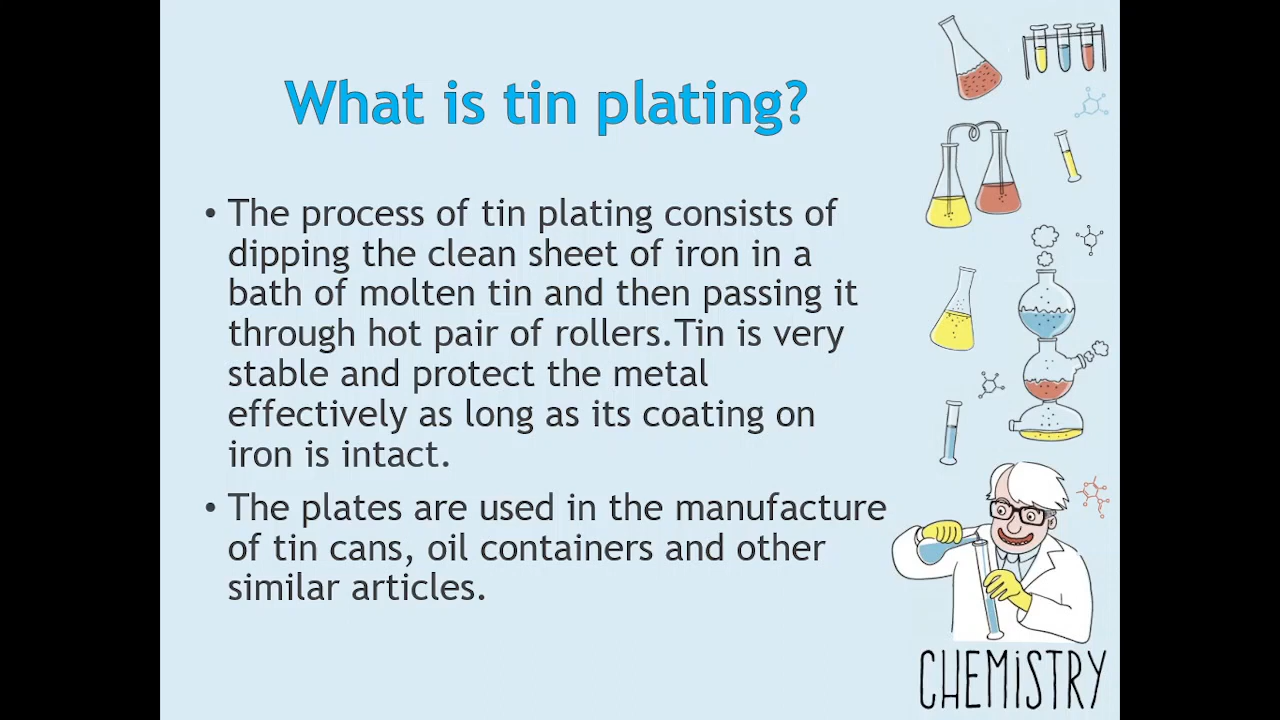 What is tin plating?
• The process of tin plating consists of
dipping the clean sheet of iron in a
bath of molten tin and then passing it
through hot pair of rollers.Tin is very
stable and protect the metal
effectively as long as its coating on
iron is intact.
• The plates are used in the manufacture
of tin cans, oil containers and other
similar articles.
CHEMiSTRY